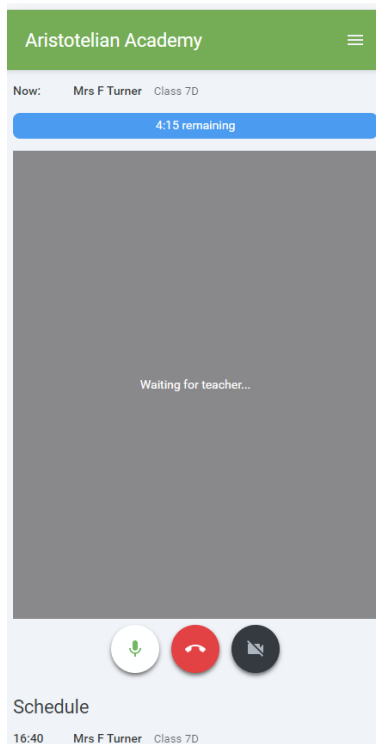 Aristotelian Academy
Now: Mrs F Turner Class 7D
4:15 remaining
Waiting for teacher...
Schedule
16:40 Mrs F Turner Class 7D